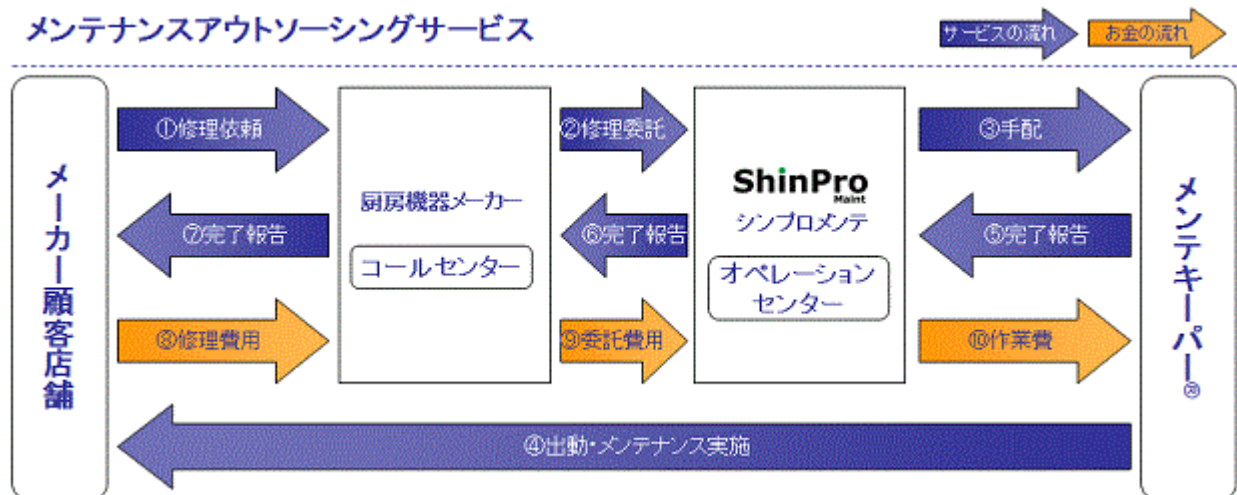 メンテナンスアウトソーシングサービス
サービスの流れ
お金の流れ
メーカー顧客店舗
①修理依頼
②修理委託
③手配
厨房機器メーカー
コールセンター
ShinPro
Maint
シンプロメンテ
オペレーション
センター
⑦完了報告
⑥完了報告
⑤完了報告
⑧修理費用
⑨委託費用
⑩作業費
④出動・メンテナンス実施
メンテキーパー®